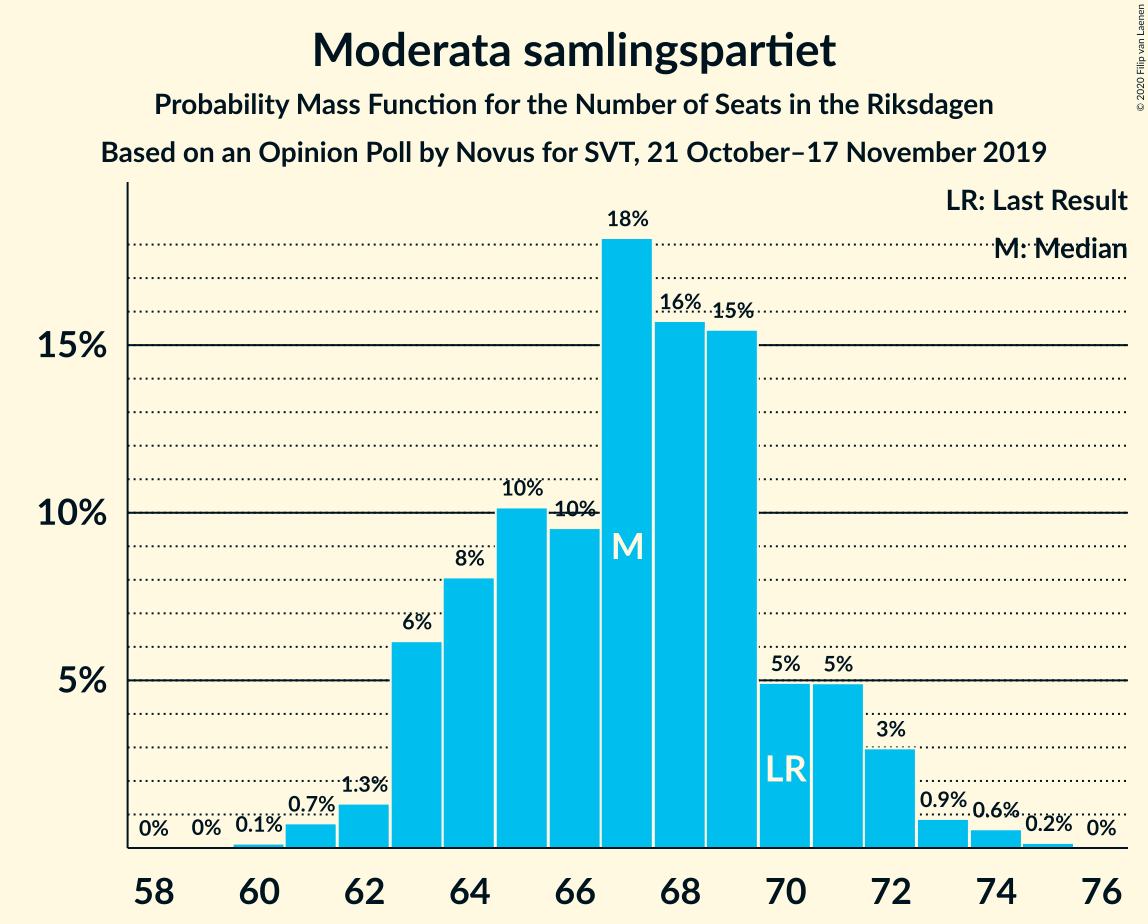 Moderata samlingspartiet
Probability Mass Function for the Number of Seats in the Riksdagen
Based on an Opinion Poll by Novus for SVT, 21 October–17 November 2019
© 2020 Filip van Laenen
LR: Last Result
M: Median
15%
10%
5%
0%
0%
0.1%
0.7%
1.3%
6%
8%
10%
10%
18%
16%
15%
5%
5%
3%
0.9%
0.6%
0.2%
0%
M
LR
58 60 62 64 66 68 70 72 74 76